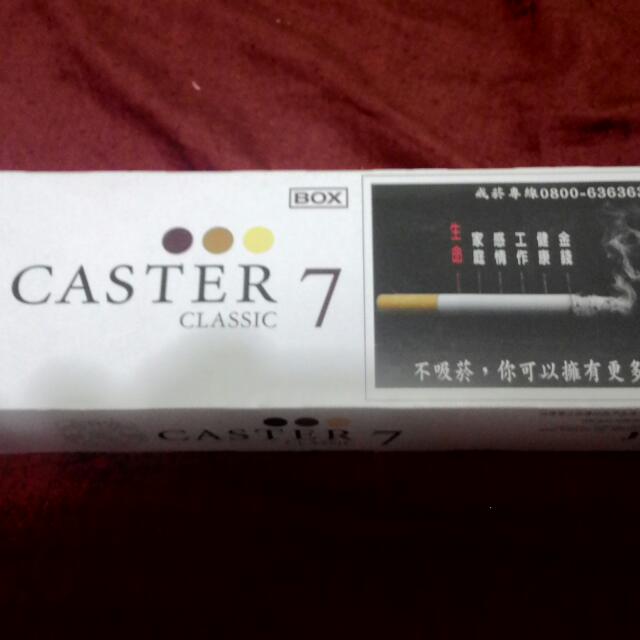 BOX
CASTER 7
CLASSIC
戒菸專線0800-636363
生命
家庭
感情
工作
健康
金錢
不吸菸，你可以擁有更多
CASTER 7